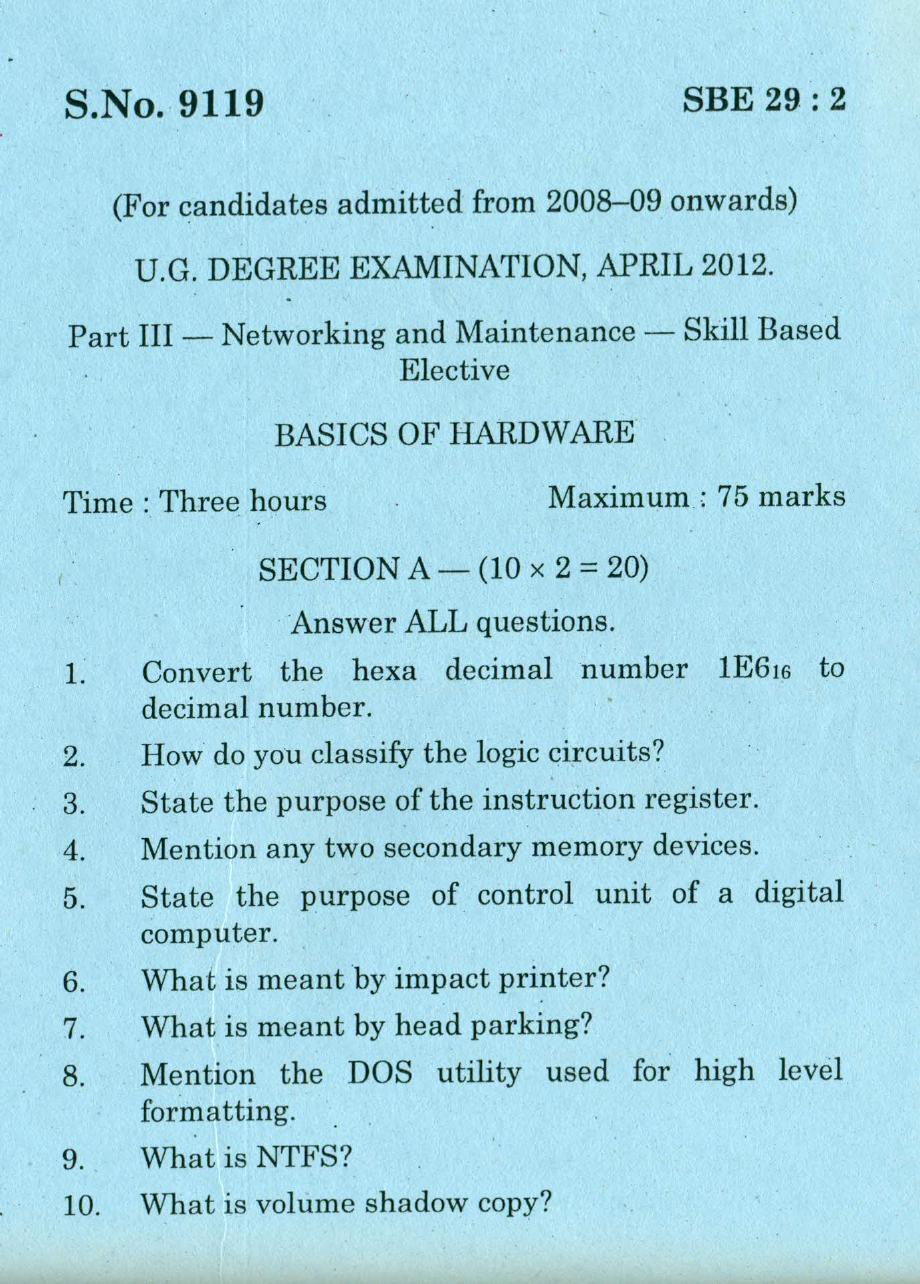 S.No. 9119 SBE 29 : 2
(For candidates admitted from 2008–09 onwards)
U.G. DEGREE EXAMINATION, APRIL 2012.
Part III — Networking and Maintenance — Skill Based
Elective
BASICS OF HARDWARE
Time : Three hours Maximum : 75 marks
SECTION A — (10 × 2 = 20)
Answer ALL questions.
1. Convert the hexa decimal number 1E6₁₆ to
decimal number.
2. How do you classify the logic circuits?
3. State the purpose of the instruction register.
4. Mention any two secondary memory devices.
5. State the purpose of control unit of a digital
computer.
6. What is meant by impact printer?
7. What is meant by head parking?
8. Mention the DOS utility used for high level
formatting.
9. What is NTFS?
10. What is volume shadow copy?